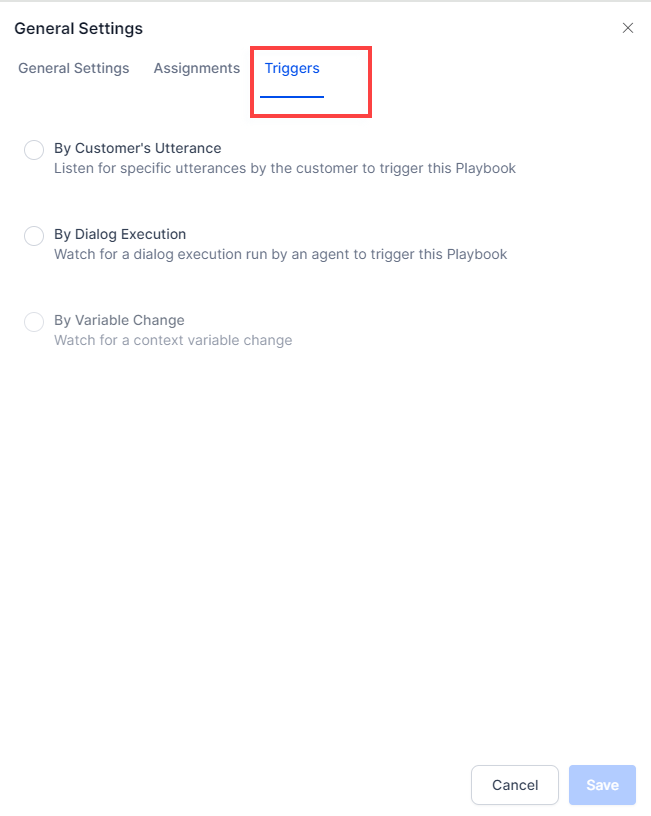 General Settings
General Settings Assignments Triggers
By Customer's Utterance
Listen for specific utterances by the customer to trigger this Playbook
By Dialog Execution
Watch for a dialog execution run by an agent to trigger this Playbook
By Variable Change
Watch for a context variable change
Cancel Save